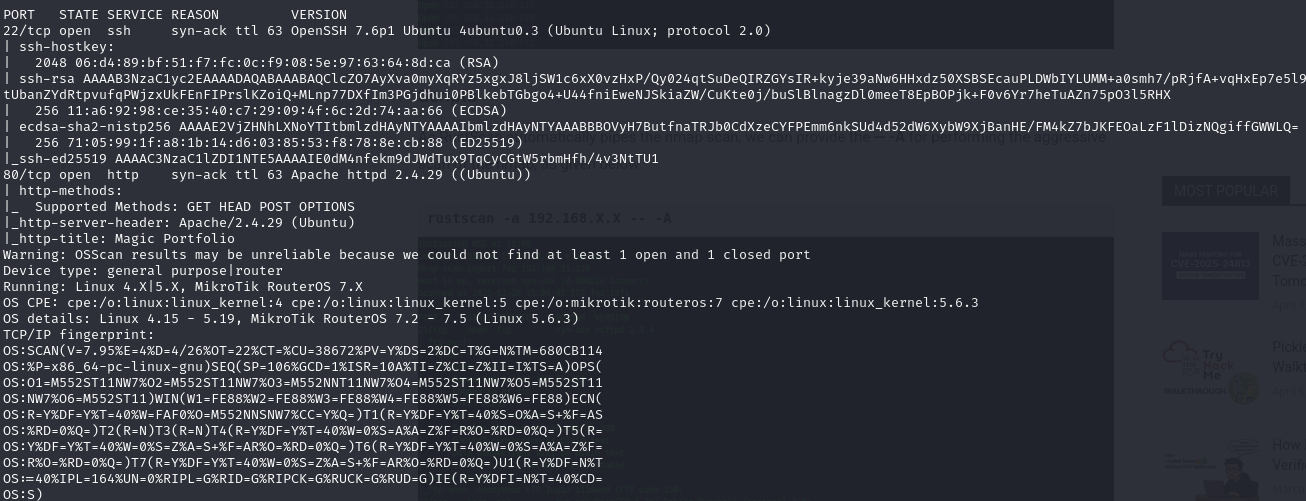 PORT   STATE SERVICE REASON         VERSION
22/tcp open  ssh     syn-ack ttl 63 OpenSSH 7.6p1 Ubuntu 4ubuntu0.3 (Ubuntu Linux; protocol 2.0)
| ssh-hostkey:
|   2048 06:d4:89:bf:51:f7:fc:0c:f9:08:5e:97:63:64:8d:ca (RSA)
| ssh-rsa AAAAB3NzaC1yc2EAAAADAQABAAABAQClcZO7AyXva0myXqRYz5xgxJ8ljSW1c6xX0vzHxP/Qy024qtSuDeQIRZGYsIR+kyje39aNw6HHxdz50XSBSEcauPLDWbIYLUMM+a0smh7/pRjfA+vqHxEp7e5l9
tUbanZYdRtpvufqPWjzxUkFEnFIPrslKZoiQ+MLnp77DXfIm3PGjdhui0PBlkebTGbgo4+U44fniEweNJSkiaZW/CuKte0j/buSlBlnagzDl0meeT8EpBOPjk+F0v6Yr7heTuAZn75pO3l5RHX
|   256 11:a6:92:98:ce:35:40:c7:29:09:4f:6c:2d:74:aa:66 (ECDSA)
| ecdsa-sha2-nistp256 AAAAE2VjZHNhLXNoYTItbmlzdHAyNTYAAAAIbmlzdHAyNTYAAABBBOVyH7ButfnaTRJb0CdXzeCYFPEmm6nkSUd4d52dW6XybW9XjBanHE/FM4kZ7bJKFEOaLzF1lDizNQgiffGWWLQ=
|   256 71:05:99:1f:a8:1b:14:d6:03:85:53:f8:78:8e:cb:88 (ED25519)
|_ssh-ed25519 AAAAC3NzaC1lZDI1NTE5AAAAIE0dM4nfekm9dJWdTux9TqCyCGtW5rbmHfh/4v3NtTU1
80/tcp open  http    syn-ack ttl 63 Apache httpd 2.4.29 ((Ubuntu))
| http-methods:
|_  Supported Methods: GET HEAD POST OPTIONS
|_http-server-header: Apache/2.4.29 (Ubuntu)
|_http-title: Magic Portfolio
Warning: OSScan results may be unreliable because we could not find at least 1 open and 1 closed port
Device type: general purpose|router
Running: Linux 4.X|5.X, MikroTik RouterOS 7.X
OS CPE: cpe:/o:linux:linux_kernel:4 cpe:/o:linux:linux_kernel:5 cpe:/o:mikrotik:routeros:7 cpe:/o:linux:linux_kernel:5.6.3
OS details: Linux 4.15 - 5.19, MikroTik RouterOS 7.2 - 7.5 (Linux 5.6.3)
TCP/IP fingerprint:
OS:SCAN(V=7.95%E=4%D=4/26%OT=22%CT=%CU=38672%PV=Y%DS=2%DC=T%G=N%TM=680CB114
OS:%P=x86_64-pc-linux-gnu)SEQ(SP=106%GCD=1%ISR=10A%TI=Z%CI=Z%II=I%TS=A)OPS(
OS:O1=M552ST11NW7%O2=M552ST11NW7%O3=M552NNT11NW7%O4=M552ST11NW7%O5=M552ST11
OS:NW7%O6=M552ST11)WIN(W1=FE88%W2=FE88%W3=FE88%W4=FE88%W5=FE88%W6=FE88)ECN(
OS:R=Y%DF=Y%T=40%W=FAF0%O=M552NNSNW7%CC=Y%Q=)T1(R=Y%DF=Y%T=40%S=O%A=S+%F=AS
OS:%RD=0%Q=)T2(R=N)T3(R=N)T4(R=Y%DF=Y%T=40%W=0%S=A%A=Z%F=R%O=%RD=0%Q=)T5(R=
OS:Y%DF=Y%T=40%W=0%S=Z%A=S+%F=AR%O=%RD=0%Q=)T6(R=Y%DF=Y%T=40%W=0%S=A%A=Z%F=
OS:R%O=%RD=0%Q=)T7(R=Y%DF=Y%T=40%W=0%S=Z%A=S+%F=AR%O=%RD=0%Q=)U1(R=Y%DF=N%T
OS:=40%IPL=164%UN=0%RIPL=G%RID=G%RIPCK=G%RUCK=G%RUD=G)IE(R=Y%DFI=N%T=40%CD=
OS:S)
rustscan -a 192.168.X.X -- -A
MOST POPULAR